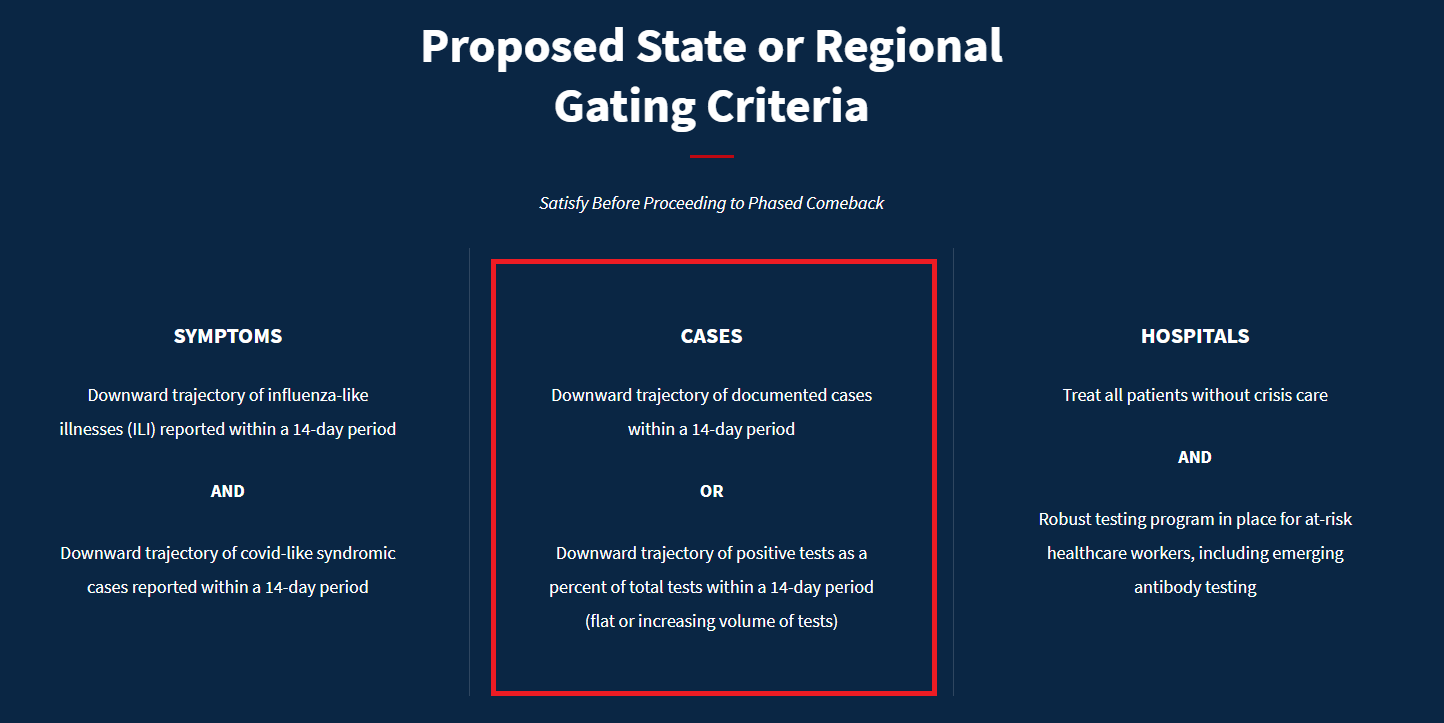 Proposed State or Regional
Gating Criteria
Satisfy Before Proceeding to Phased Comeback
SYMPTOMS
Downward trajectory of influenza-like
illnesses (ILI) reported within a 14-day period
AND
Downward trajectory of covid-like syndromic
cases reported within a 14-day period
CASES
Downward trajectory of documented cases
within a 14-day period
OR
Downward trajectory of positive tests as a
percent of total tests within a 14-day period
(flat or increasing volume of tests)
HOSPITALS
Treat all patients without crisis care
AND
Robust testing program in place for at-risk
healthcare workers, including emerging
antibody testing